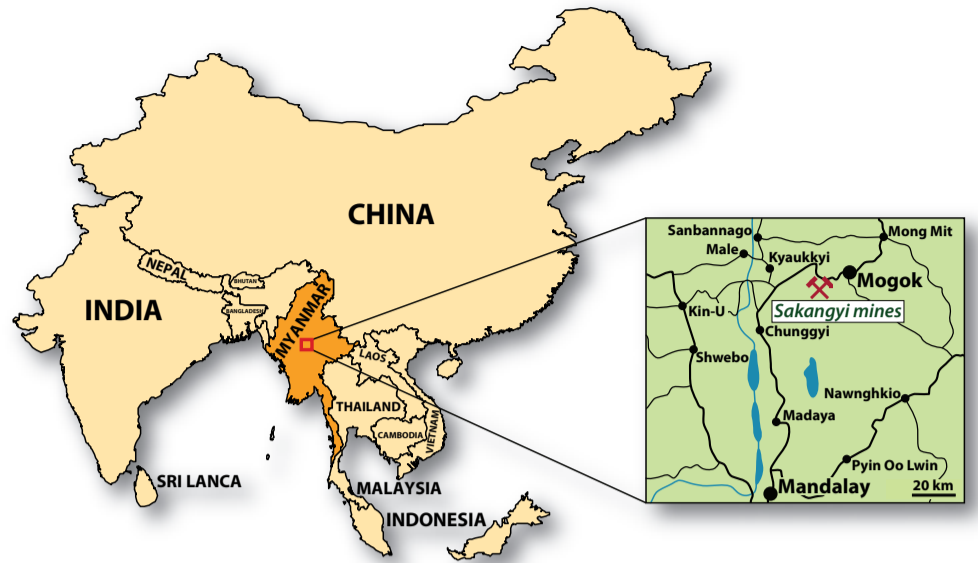 CHINA
NEPAL
BHUTAN
INDIA
BANGLADESH
MYANMAR
LAOS
THAILAND
CAMBODIA
VIETNAM
SRI LANCA
MALAYSIA
INDONESIA
Sanbannago
Mong Mit
Male
Kyaukkyi
Mogok
Kin-U
Sakangyi mines
Chunggyi
Shwebo
Nawnghkio
Madaya
Pyin Oo Lwin
Mandalay
20 km